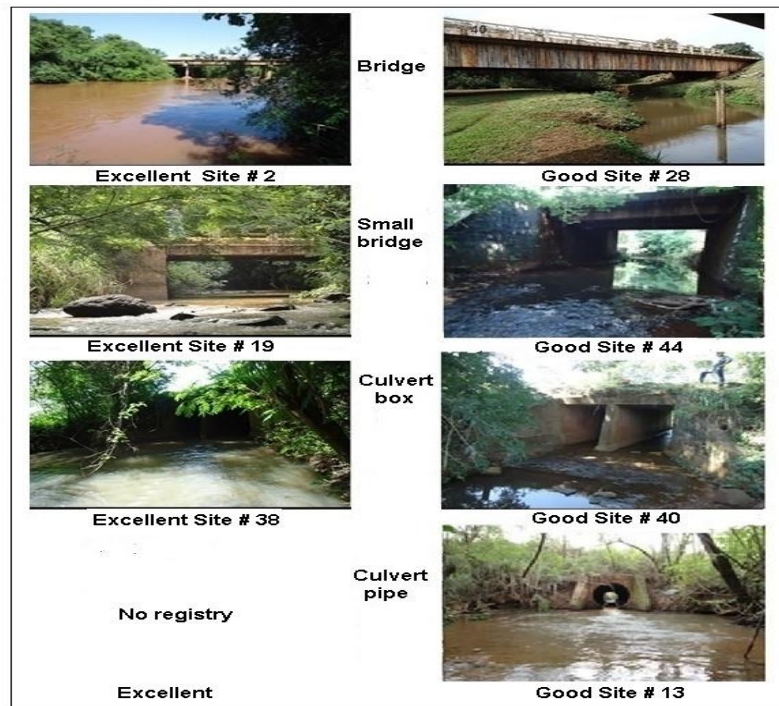 Bridge
Excellent Site # 2
Good Site # 28
Small
bridge
Excellent Site # 19
Good Site # 44
Culvert
box
Excellent Site # 38
Good Site # 40
Culvert
pipe
No registry
Excellent
Good Site # 13